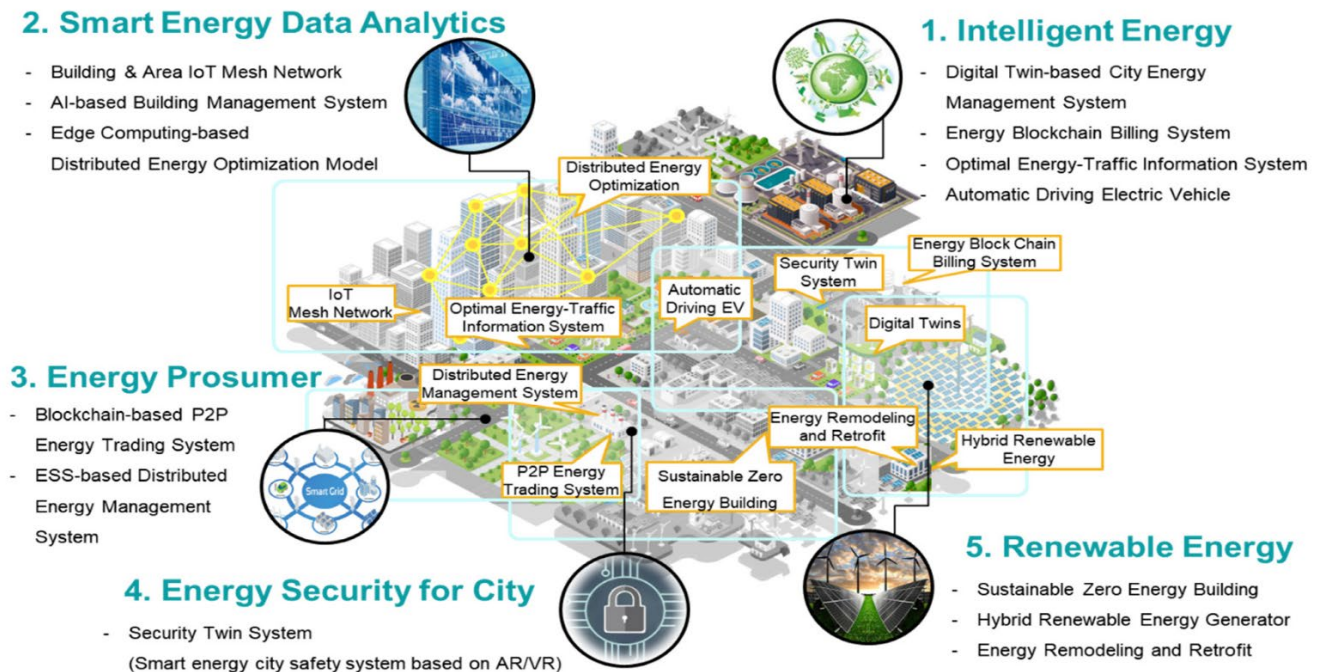 2. Smart Energy Data Analytics
- Building & Area IoT Mesh Network
- AI-based Building Management System
- Edge Computing-based
Distributed Energy Optimization Model
1. Intelligent Energy
- Digital Twin-based City Energy
Management System
- Energy Blockchain Billing System
- Optimal Energy-Traffic Information System
- Automatic Driving Electric Vehicle
Distributed Energy
Optimization
IoT
Mesh Network
Optimal Energy-Traffic
Information System
Automatic
Driving EV
Security Twin
System
Energy Block Chain
Billing System
Digital Twins
3. Energy Prosumer
- Blockchain-based P2P
Energy Trading System
- ESS-based Distributed
Energy Management
System
Smart Grid
Distributed Energy
Management System
P2P Energy
Trading System
Sustainable Zero
Energy Building
Energy Remodeling
and Retrofit
Hybrid Renewable
Energy
4. Energy Security for City
- Security Twin System
(Smart energy city safety system based on AR/VR)
5. Renewable Energy
- Sustainable Zero Energy Building
- Hybrid Renewable Energy Generator
- Energy Remodeling and Retrofit